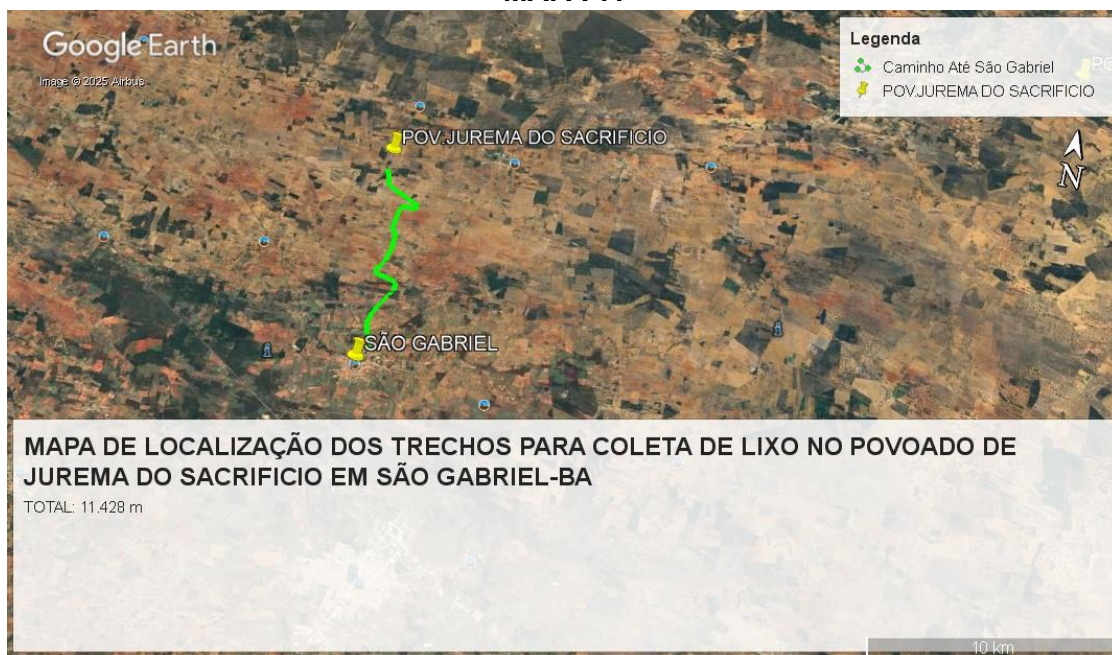 Google Earth
Image © 2025 Airbus
Legenda
Caminho Até São Gabriel
POV.JUREMA DO SACRIFICIO
N
POV.JUREMA DO SACRIFICIO
SÃO GABRIEL
MAPA DE LOCALIZAÇÃO DOS TRECHOS PARA COLETA DE LIXO NO POVOADO DE
JUREMA DO SACRIFICIO EM SÃO GABRIEL-BA
TOTAL: 11.428 m
10 km